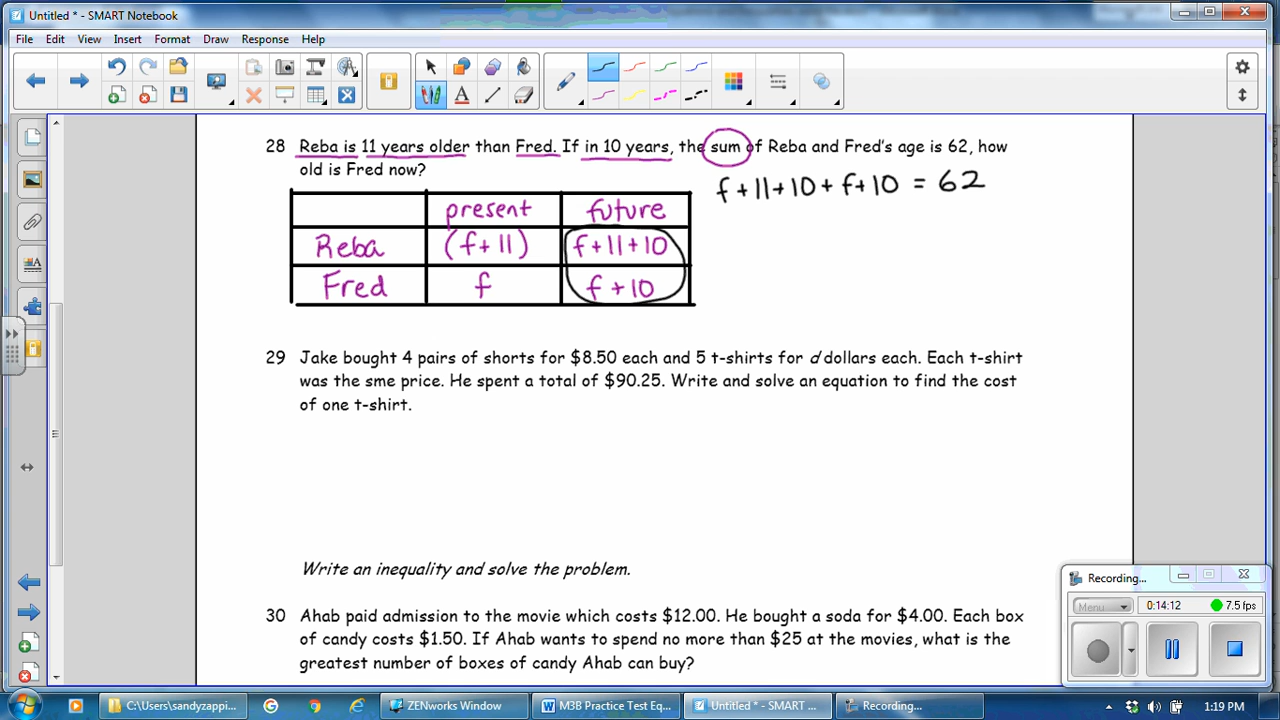 Untitled * - SMART Notebook
File Edit View Insert Format Draw Response Help
28 Reba is 11 years older than Fred. If in 10 years, the sum of Reba and Fred's age is 62, how
old is Fred now?
f+11+10+f+10 = 62
present future
Reba (f+11) f+11+10
Fred f f+10
29 Jake bought 4 pairs of shorts for $8.50 each and 5 t-shirts for d dollars each. Each t-shirt
was the sme price. He spent a total of $90.25. Write and solve an equation to find the cost
of one t-shirt.
Write an inequality and solve the problem.
30 Ahab paid admission to the movie which costs $12.00. He bought a soda for $4.00. Each box
of candy costs $1.50. If Ahab wants to spend no more than $25 at the movies, what is the
greatest number of boxes of candy Ahab can buy?
Recording...
Menu 0:14:12 7.5 fps
C:\Users\sandyzappi... ZENworks Window M3B Practice Test Eq... Untitled * - SMART ... Recording... 1:19 PM